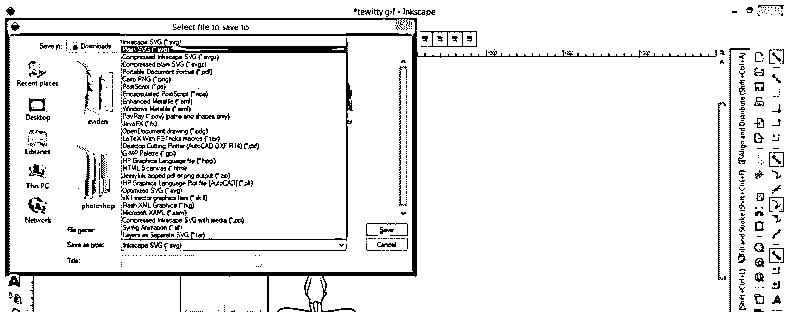 *tewitty.gif - Inkscape
Select file to save to
Save in:
Downloads
Inkscape SVG (*.svg)
Plain SVG (*.svg)
Compressed Inkscape SVG (*.svgz)
Compressed plain SVG (*.svgz)
Portable Document Format (*.pdf)
Cairo PNG (*.png)
PostScript (*.ps)
Encapsulated PostScript (*.eps)
Enhanced Metafile (*.emf)
Windows Metafile (*.wmf)
PovRay (*.pov) (paths and shapes only)
JavaFX (*.fx)
OpenDocument drawing (*.odg)
LaTeX With PSTricks macros (*.tex)
Desktop Cutting Plotter (AutoCAD DXF R14) (*.dxf)
GIMP Palette (*.gpl)
HP Graphics Language file (*.hpgl)
HTML 5 canvas (*.html)
Jessylnk zipped pdf or png output (*.zip)
HP Graphics Language Plot file [AutoCAD] (*.plt)
Optimized SVG (*.svg)
sK1 vector graphics files (*.sk1)
Flash XML Graphics (*.fxg)
Microsoft XAML (*.xaml)
Compressed Inkscape SVG with media (*.zip)
Synfig Animation (*.sif)
Layers as Separate SVG (*.tar)
Recent places
Desktop
Libraries
This PC
Network
eviden
photoshop
File name:
Save as type:
Inkscape SVG (*.svg)
Title:
Save
Cancel
Align and Distribute (Shift+Ctrl+A)
Fill and Stroke (Shift+Ctrl+F)